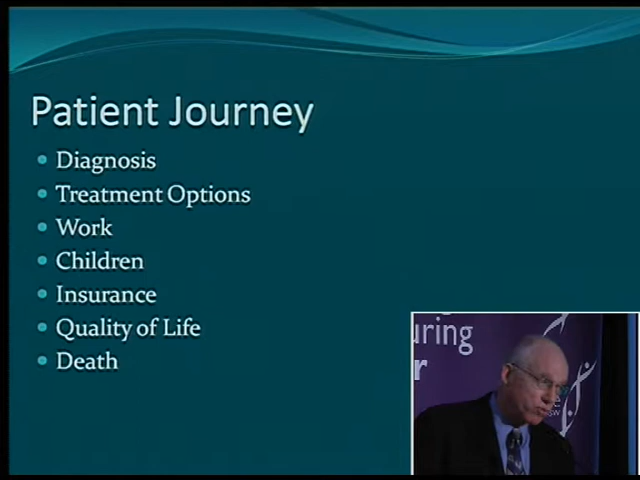 Patient Journey
Diagnosis
Treatment Options
Work
Children
Insurance
Quality of Life
Death
uring
r